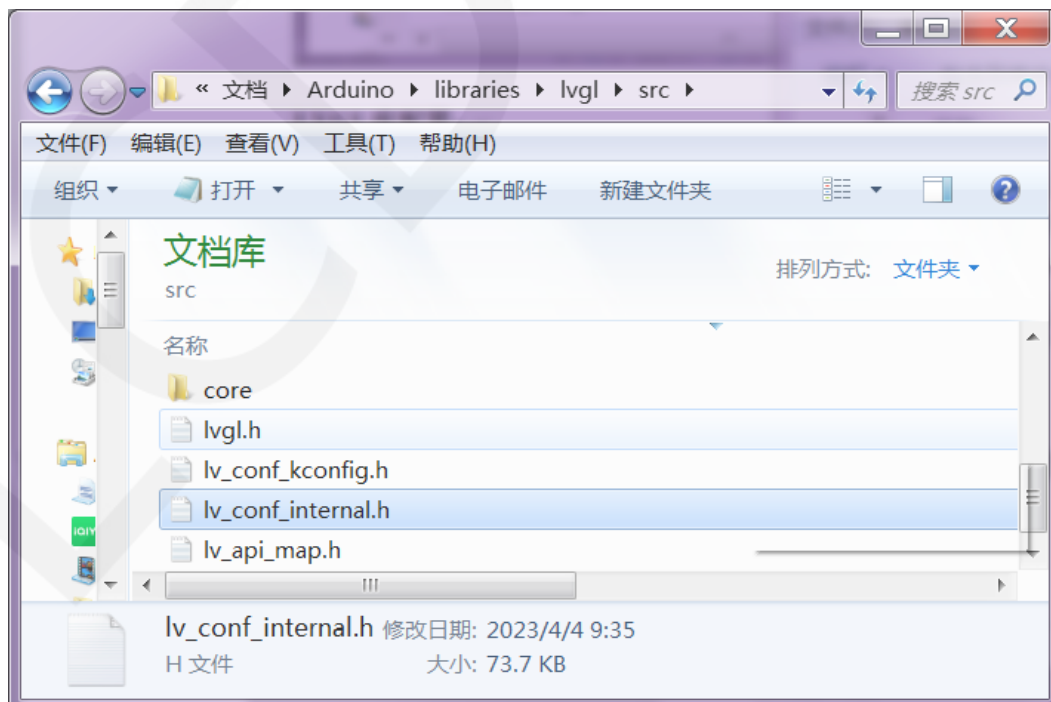 « 文档 ▸ Arduino ▸ libraries ▸ lvgl ▸ src ▸ 搜索 src
文件(F) 编辑(E) 查看(V) 工具(T) 帮助(H)
组织 打开 共享 电子邮件 新建文件夹
文档库
src
排列方式: 文件夹
名称
core
lvgl.h
lv_conf_kconfig.h
lv_conf_internal.h
lv_api_map.h
lv_conf_internal.h 修改日期: 2023/4/4 9:35
H 文件 大小: 73.7 KB